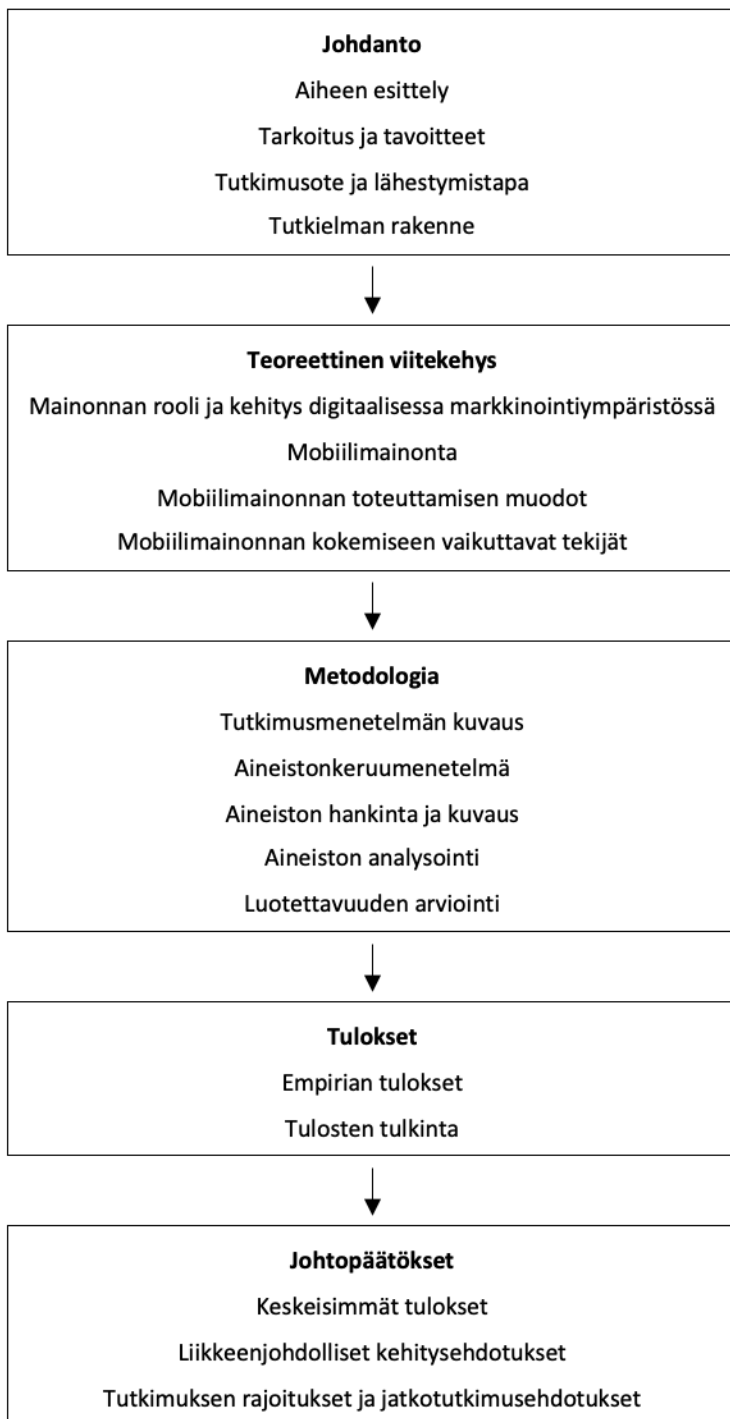 Johdanto
Aiheen esittely
Tarkoitus ja tavoitteet
Tutkimusote ja lähestymistapa
Tutkielman rakenne
Teoreettinen viitekehys
Mainonnan rooli ja kehitys digitaalisessa markkinointiympäristössä
Mobiilimainonta
Mobiilimainonnan toteuttamisen muodot
Mobiilimainonnan kokemiseen vaikuttavat tekijät
Metodologia
Tutkimusmenetelmän kuvaus
Aineistonkeruumenetelmä
Aineiston hankinta ja kuvaus
Aineiston analysointi
Luotettavuuden arviointi
Tulokset
Empirian tulokset
Tulosten tulkinta
Johtopäätökset
Keskeisimmät tulokset
Liikkeenjohdolliset kehitysehdotukset
Tutkimuksen rajoitukset ja jatkotutkimusehdotukset